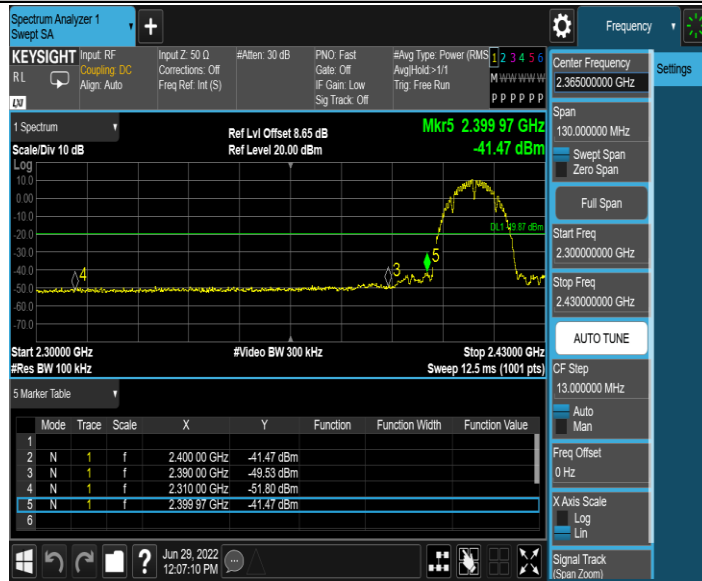 Spectrum Analyzer 1
Swept SA
+
Frequency
KEYSIGHT
RL
LXI
Input: RF
Coupling: DC
Align: Auto
Input Z: 50 Ω
Corrections: Off
Freq Ref: Int (S)
#Atten: 30 dB
PNO: Fast
Gate: Off
IF Gain: Low
Sig Track: Off
#Avg Type: Power (RMS
Avg|Hold:>1/1
Trig: Free Run
1 2 3 4 5 6
M W W W W W
P P P P P P
1 Spectrum
Scale/Div 10 dB
Ref Lvl Offset 8.65 dB
Ref Level 20.00 dBm
Mkr5 2.399 97 GHz
-41.47 dBm
Log
10.0
0.00
-10.0
-20.0
-30.0
-40.0
-50.0
-60.0
-70.0
DL1 -19.87 dBm
4
3
5
Start 2.30000 GHz
#Res BW 100 kHz
#Video BW 300 kHz
Stop 2.43000 GHz
Sweep 12.5 ms (1001 pts)
5 Marker Table
Mode Trace Scale X Y Function Function Width Function Value
1
2 N 1 f 2.400 00 GHz -41.47 dBm
3 N 1 f 2.390 00 GHz -49.53 dBm
4 N 1 f 2.310 00 GHz -51.80 dBm
5 N 1 f 2.399 97 GHz -41.47 dBm
6
?
Jun 29, 2022
12:07:10 PM
Center Frequency
2.365000000 GHz
Settings
Span
130.000000 MHz
Swept Span
Zero Span
Full Span
Start Freq
2.300000000 GHz
Stop Freq
2.430000000 GHz
AUTO TUNE
CF Step
13.000000 MHz
Auto
Man
Freq Offset
0 Hz
X Axis Scale
Log
Lin
Signal Track
(Span Zoom)